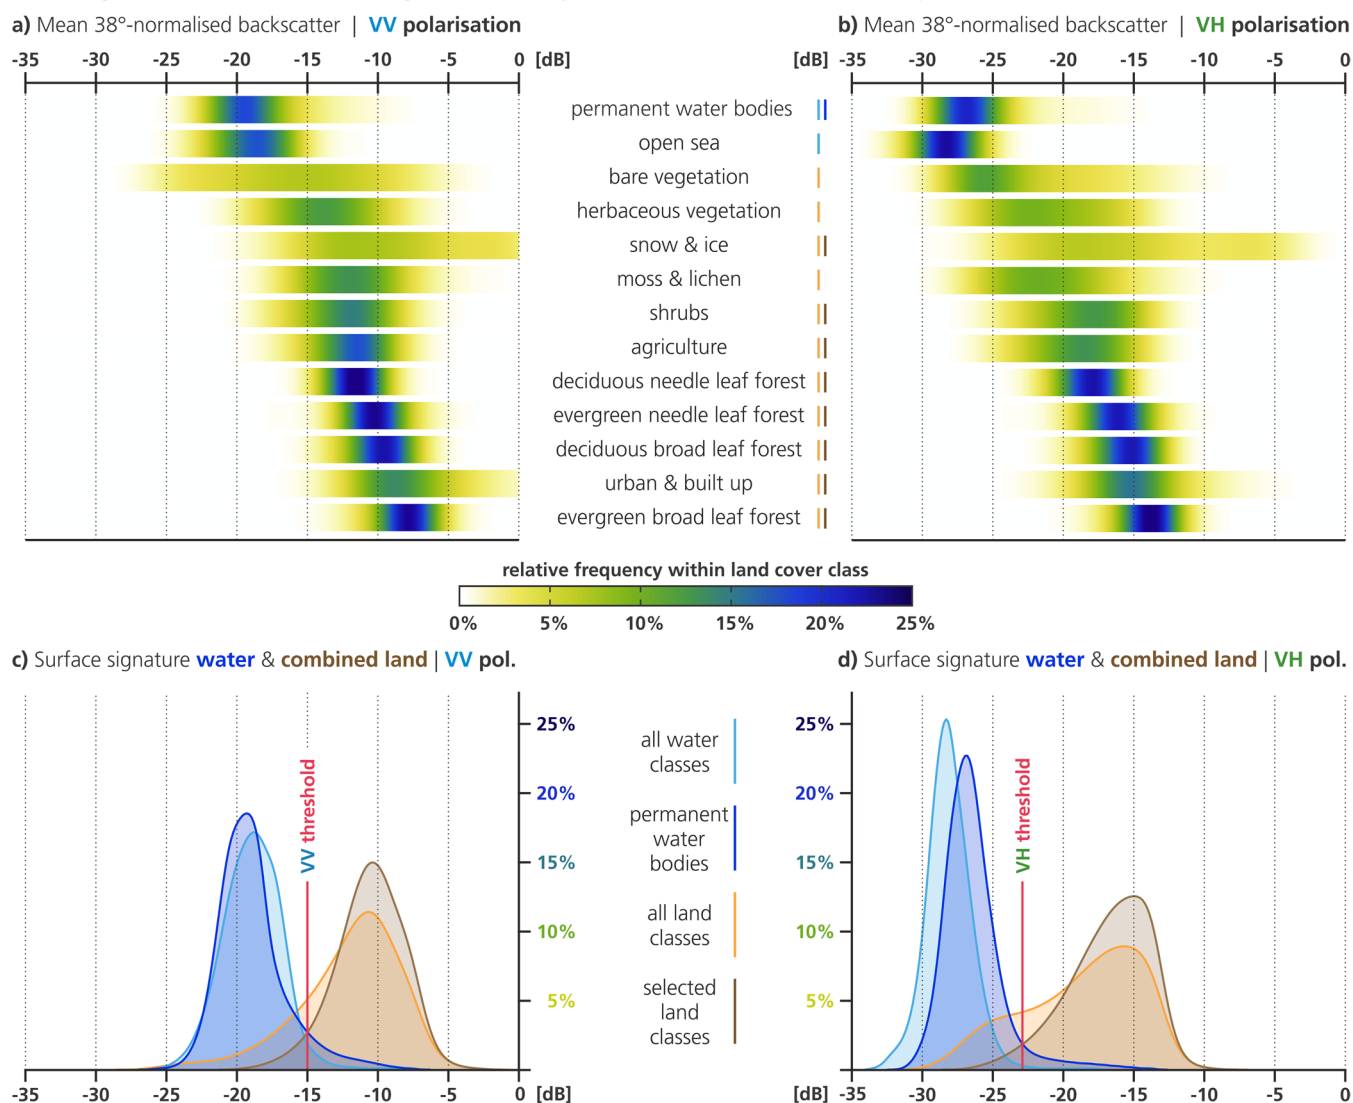 a) Mean 38°-normalised backscatter | VV polarisation
b) Mean 38°-normalised backscatter | VH polarisation
-35 -30 -25 -20 -15 -10 -5 0 [dB]
[dB] -35 -30 -25 -20 -15 -10 -5 0
permanent water bodies
open sea
bare vegetation
herbaceous vegetation
snow & ice
moss & lichen
shrubs
agriculture
deciduous needle leaf forest
evergreen needle leaf forest
deciduous broad leaf forest
urban & built up
evergreen broad leaf forest
relative frequency within land cover class
0% 5% 10% 15% 20% 25%
c) Surface signature water & combined land | VV pol.
d) Surface signature water & combined land | VH pol.
25%
20%
15%
10%
5%
VV threshold
-35 -30 -25 -20 -15 -10 -5 0 [dB]
all water
classes
permanent
water
bodies
all land
classes
selected
land
classes
25%
20%
15%
10%
5%
VH threshold
[dB] -35 -30 -25 -20 -15 -10 -5 0